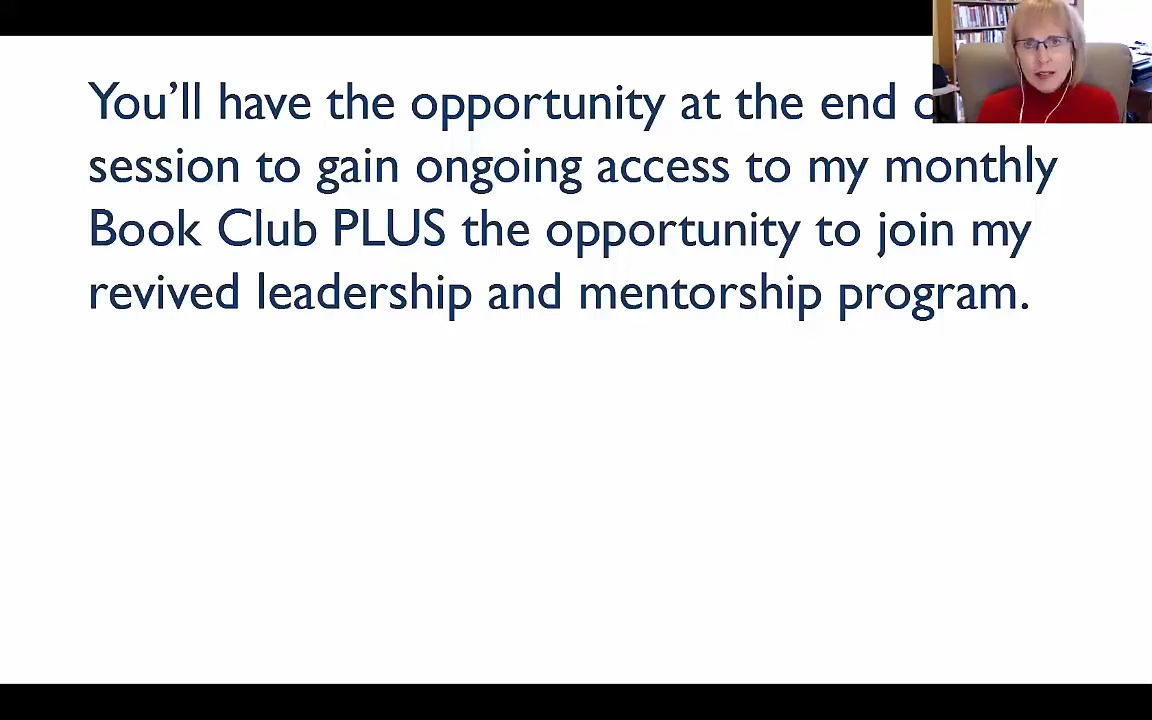 You'll have the opportunity at the end
session to gain ongoing access to my monthly
Book Club PLUS the opportunity to join my
revived leadership and mentorship program.